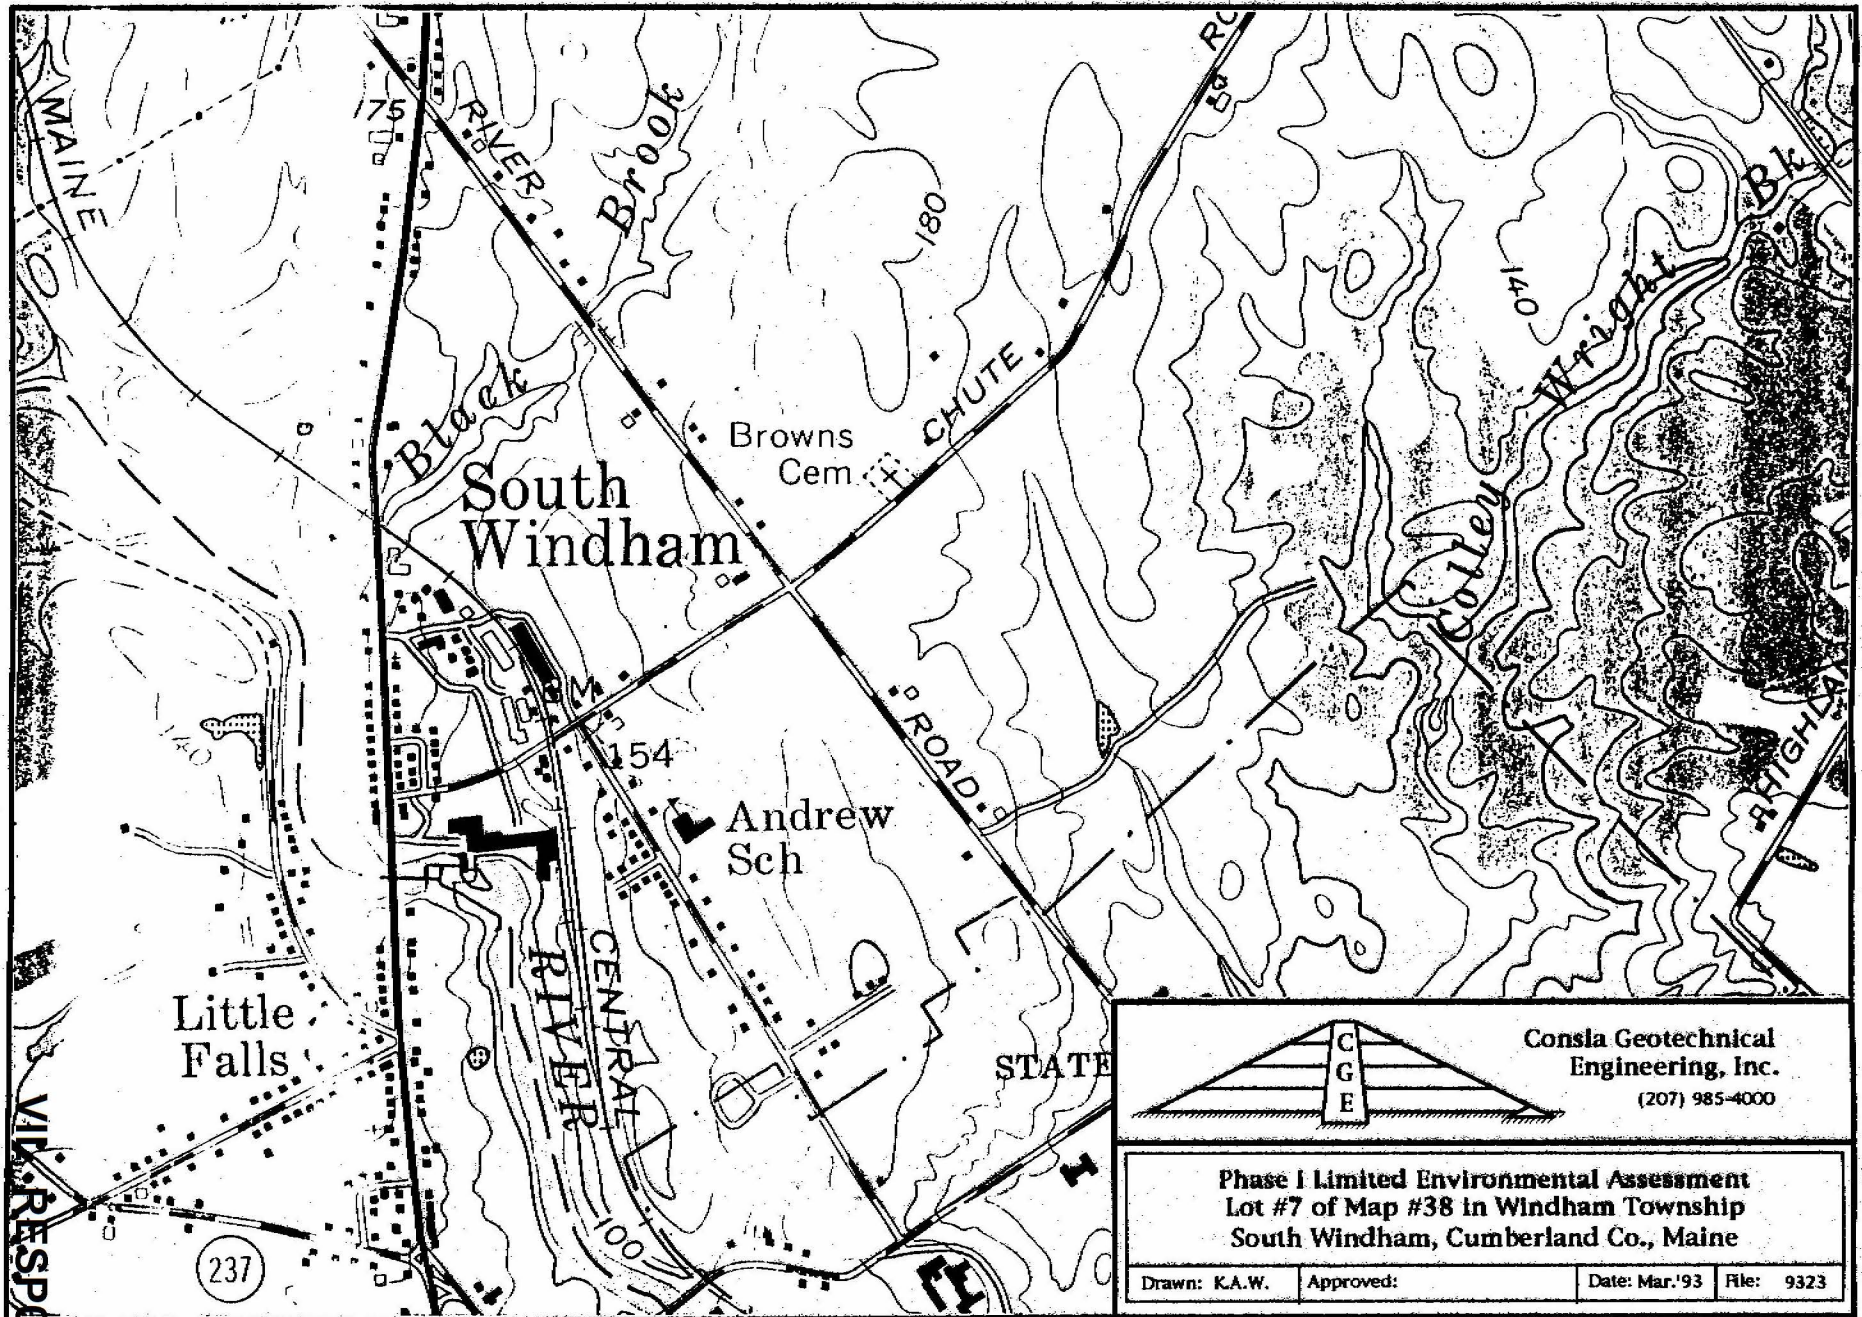 MAINE
175
RIVER
Brook
180
140
Bk
Wright
Black
CHUTE
Browns
Cem
South
Windham
Colley
M
154
ROAD
140
Andrew
Sch
CENTRAL
RIVER
Little
Falls
STATE
100
237
C
G
E
Consla Geotechnical
Engineering, Inc.
(207) 985-4000
Phase I Limited Environmental Assessment
Lot #7 of Map #38 in Windham Township
South Windham, Cumberland Co., Maine
Drawn: K.A.W.
Approved:
Date: Mar.'93
File: 9323